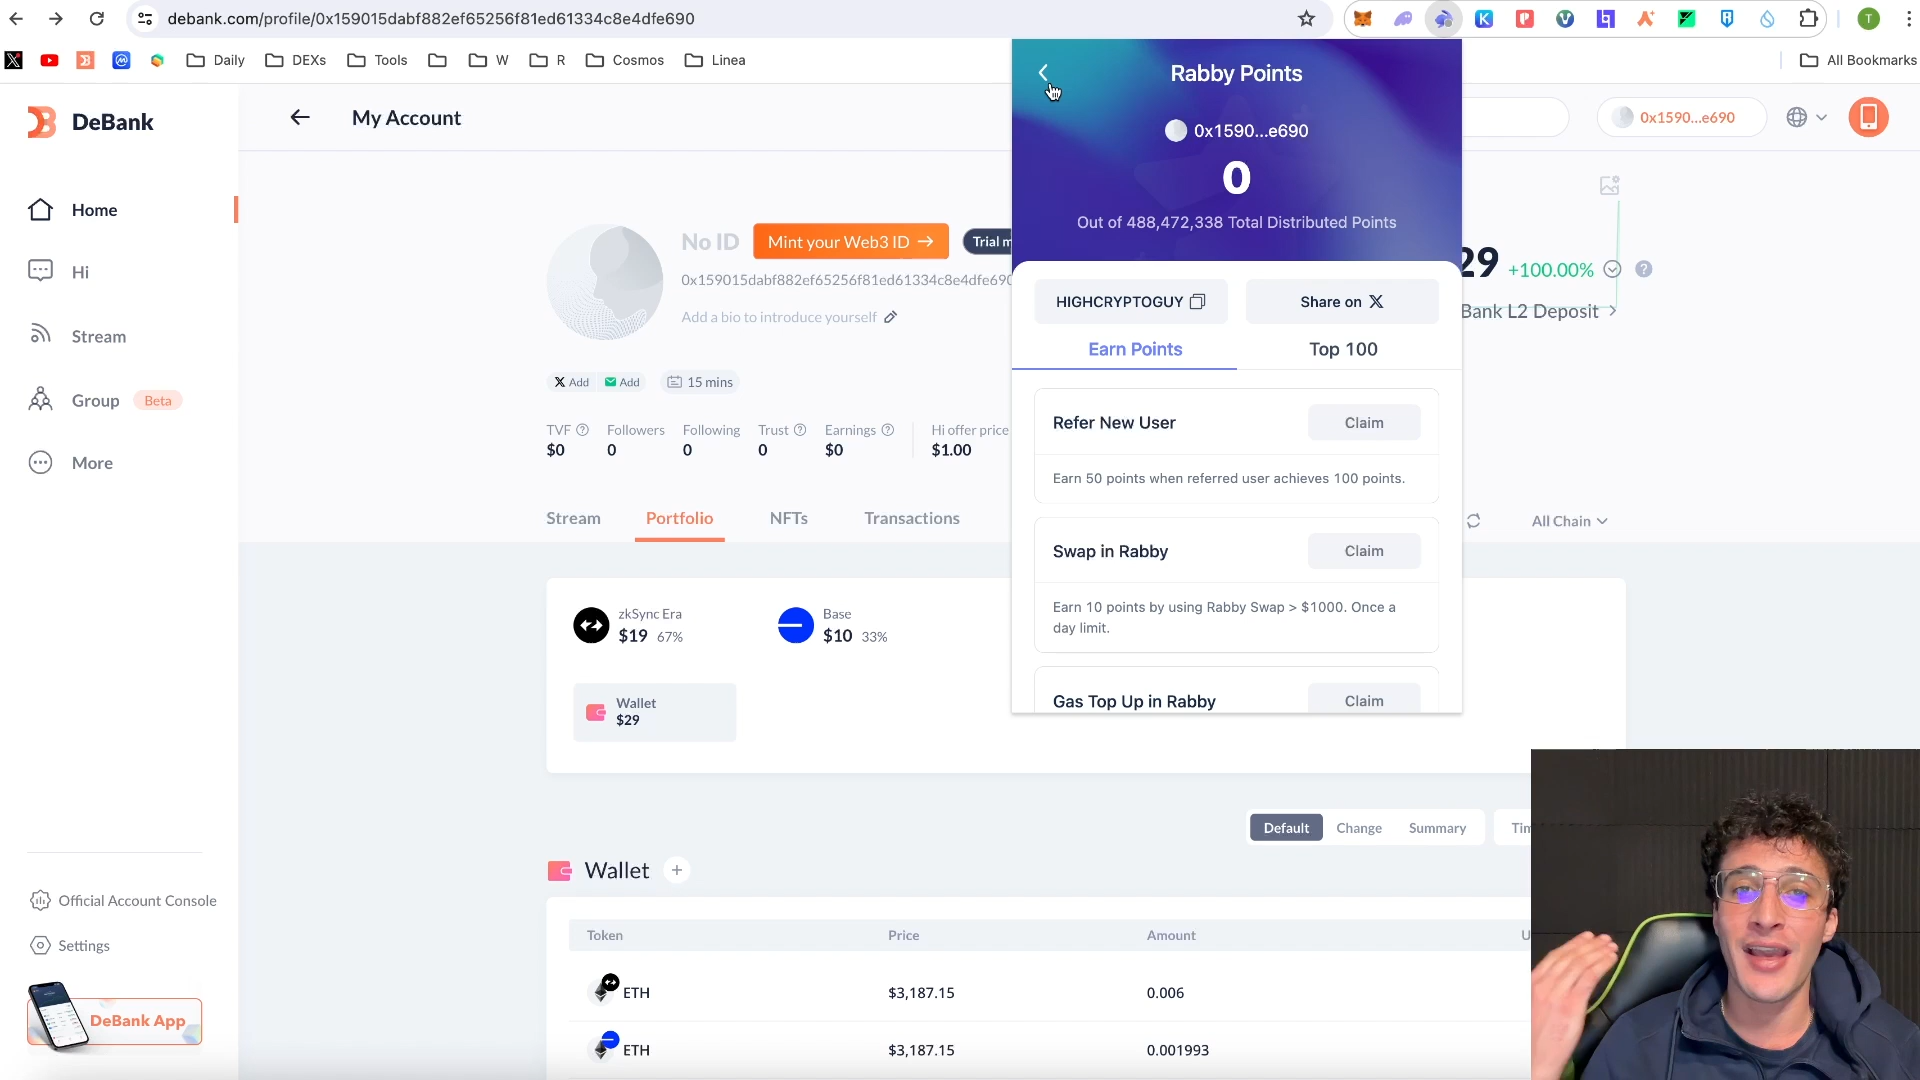 debank.com/profile/0x159015dabf882ef65256f81ed61334c8e4dfe690
T
Daily
DEXs
Tools
W
R
Cosmos
Linea
All Bookmarks
DeBank
My Account
0x1590...e690
Home
Hi
Stream
Group
Beta
More
Official Account Console
Settings
DeBank App
No ID
Mint your Web3 ID →
Trial m
0x159015dabf882ef65256f81ed61334c8e4dfe690
Add a bio to introduce yourself
X Add
Add
15 mins
TVF
$0
Followers
0
Following
0
Trust
0
Earnings
$0
Hi offer price
$1.00
29
+100.00%
Bank L2 Deposit
Stream
Portfolio
NFTs
Transactions
All Chain
zkSync Era
$19 67%
Base
$10 33%
Wallet
$29
Rabby Points
0x1590...e690
0
Out of 488,472,338 Total Distributed Points
HIGHCRYPTOGUY
Share on X
Earn Points
Top 100
Refer New User
Claim
Earn 50 points when referred user achieves 100 points.
Swap in Rabby
Claim
Earn 10 points by using Rabby Swap > $1000. Once a
day limit.
Gas Top Up in Rabby
Claim
Default
Change
Summary
Tim
Wallet
Token
Price
Amount
U
ETH
$3,187.15
0.006
ETH
$3,187.15
0.001993